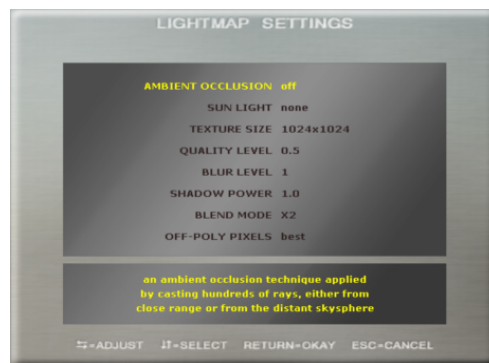 LIGHTMAP SETTINGS
AMBIENT OCCLUSION off
SUN LIGHT none
TEXTURE SIZE 1024x1024
QUALITY LEVEL 0.5
BLUR LEVEL 1
SHADOW POWER 1.0
BLEND MODE X2
OFF-POLY PIXELS best
an ambient occlusion technique applied
by casting hundreds of rays, either from
close range or from the distant skysphere
⇆=ADJUST ↓↑=SELECT RETURN=OKAY ESC=CANCEL